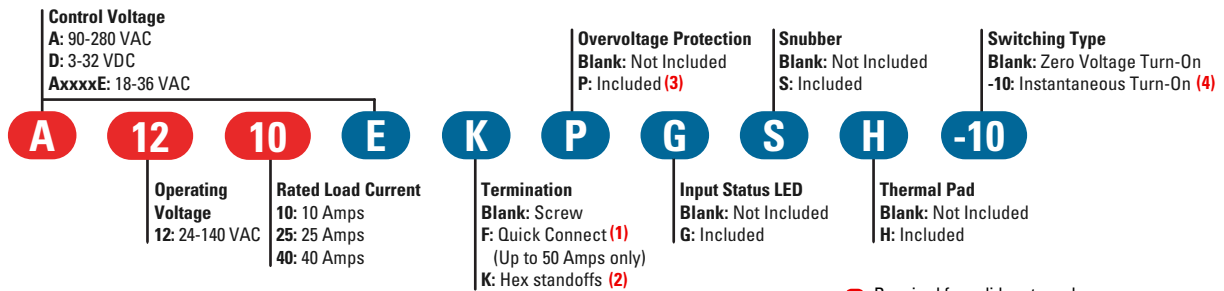 Control Voltage
A: 90-280 VAC
D: 3-32 VDC
AxxxxE: 18-36 VAC
Overvoltage Protection
Blank: Not Included
P: Included (3)
Snubber
Blank: Not Included
S: Included
Switching Type
Blank: Zero Voltage Turn-On
-10: Instantaneous Turn-On (4)
A 12 10 E K P G S H -10
Operating
Voltage
12: 24-140 VAC
Rated Load Current
10: 10 Amps
25: 25 Amps
40: 40 Amps
Termination
Blank: Screw
F: Quick Connect (1)
(Up to 50 Amps only)
K: Hex standoffs (2)
Input Status LED
Blank: Not Included
G: Included
Thermal Pad
Blank: Not Included
H: Included